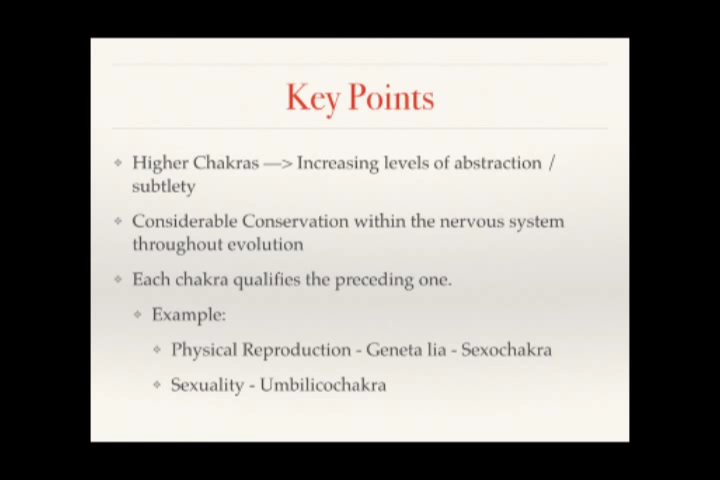 Key Points
Higher Chakras —> Increasing levels of abstraction /
subtlety
Considerable Conservation within the nervous system
throughout evolution
Each chakra qualifies the preceding one.
Example:
Physical Reproduction - Geneta lia - Sexochakra
Sexuality - Umbilicochakra